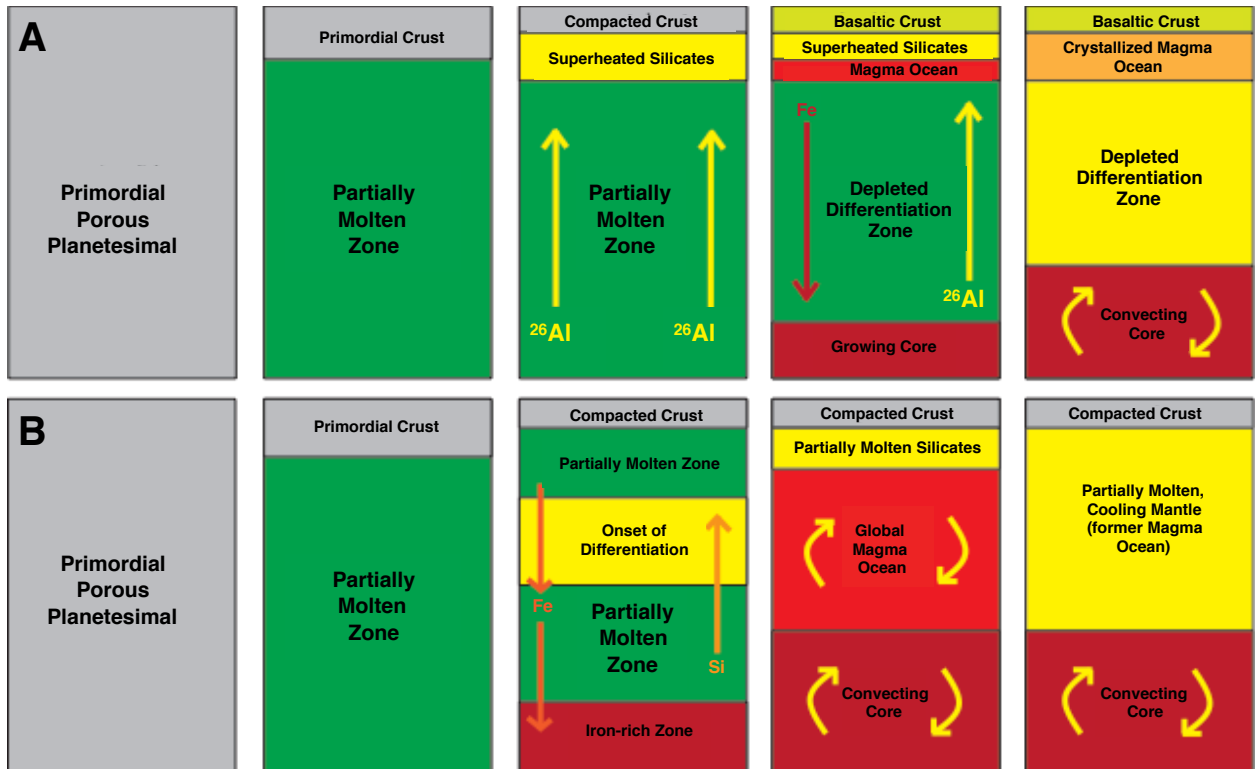 A
Primordial
Porous
Planetesimal
Primordial Crust
Partially
Molten
Zone
Compacted Crust
Superheated Silicates
Partially
Molten
Zone
26Al
26Al
Basaltic Crust
Superheated Silicates
Magma Ocean
Fe
Depleted
Differentiation
Zone
26Al
Growing Core
Basaltic Crust
Crystallized Magma
Ocean
Depleted
Differentiation
Zone
Convecting
Core
B
Primordial
Porous
Planetesimal
Primordial Crust
Partially
Molten
Zone
Compacted Crust
Partially Molten Zone
Onset of
Differentiation
Fe
Partially
Molten
Zone
Si
Iron-rich Zone
Compacted Crust
Partially Molten Silicates
Global
Magma
Ocean
Convecting
Core
Compacted Crust
Partially Molten,
Cooling Mantle
(former Magma
Ocean)
Convecting
Core